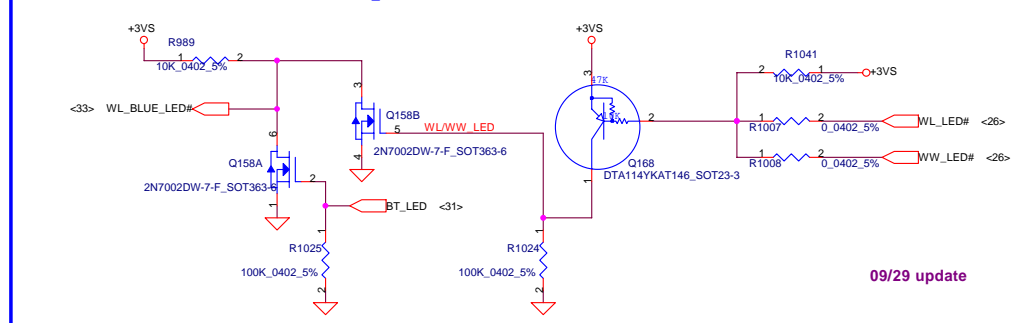 +3VS
+3VS
R989
1
2
10K_0402_5%
R1041
2
1
10K_0402_5%
+3VS
3
47K
10K
<33> WL_BLUE_LED#
3
Q158B
5
WL/WW_LED
4
2N7002DW-7-F_SOT363-6
2
Q168
DTA114YKAT146_SOT23-3
1
1
2
R1007
0_0402_5%
WL_LED# <26>
1
2
R1008
0_0402_5%
WW_LED# <26>
6
Q158A
2
2N7002DW-7-F_SOT363-6
1
BT_LED <31>
1
R1025
100K_0402_5%
2
1
R1024
100K_0402_5%
2
09/29 update